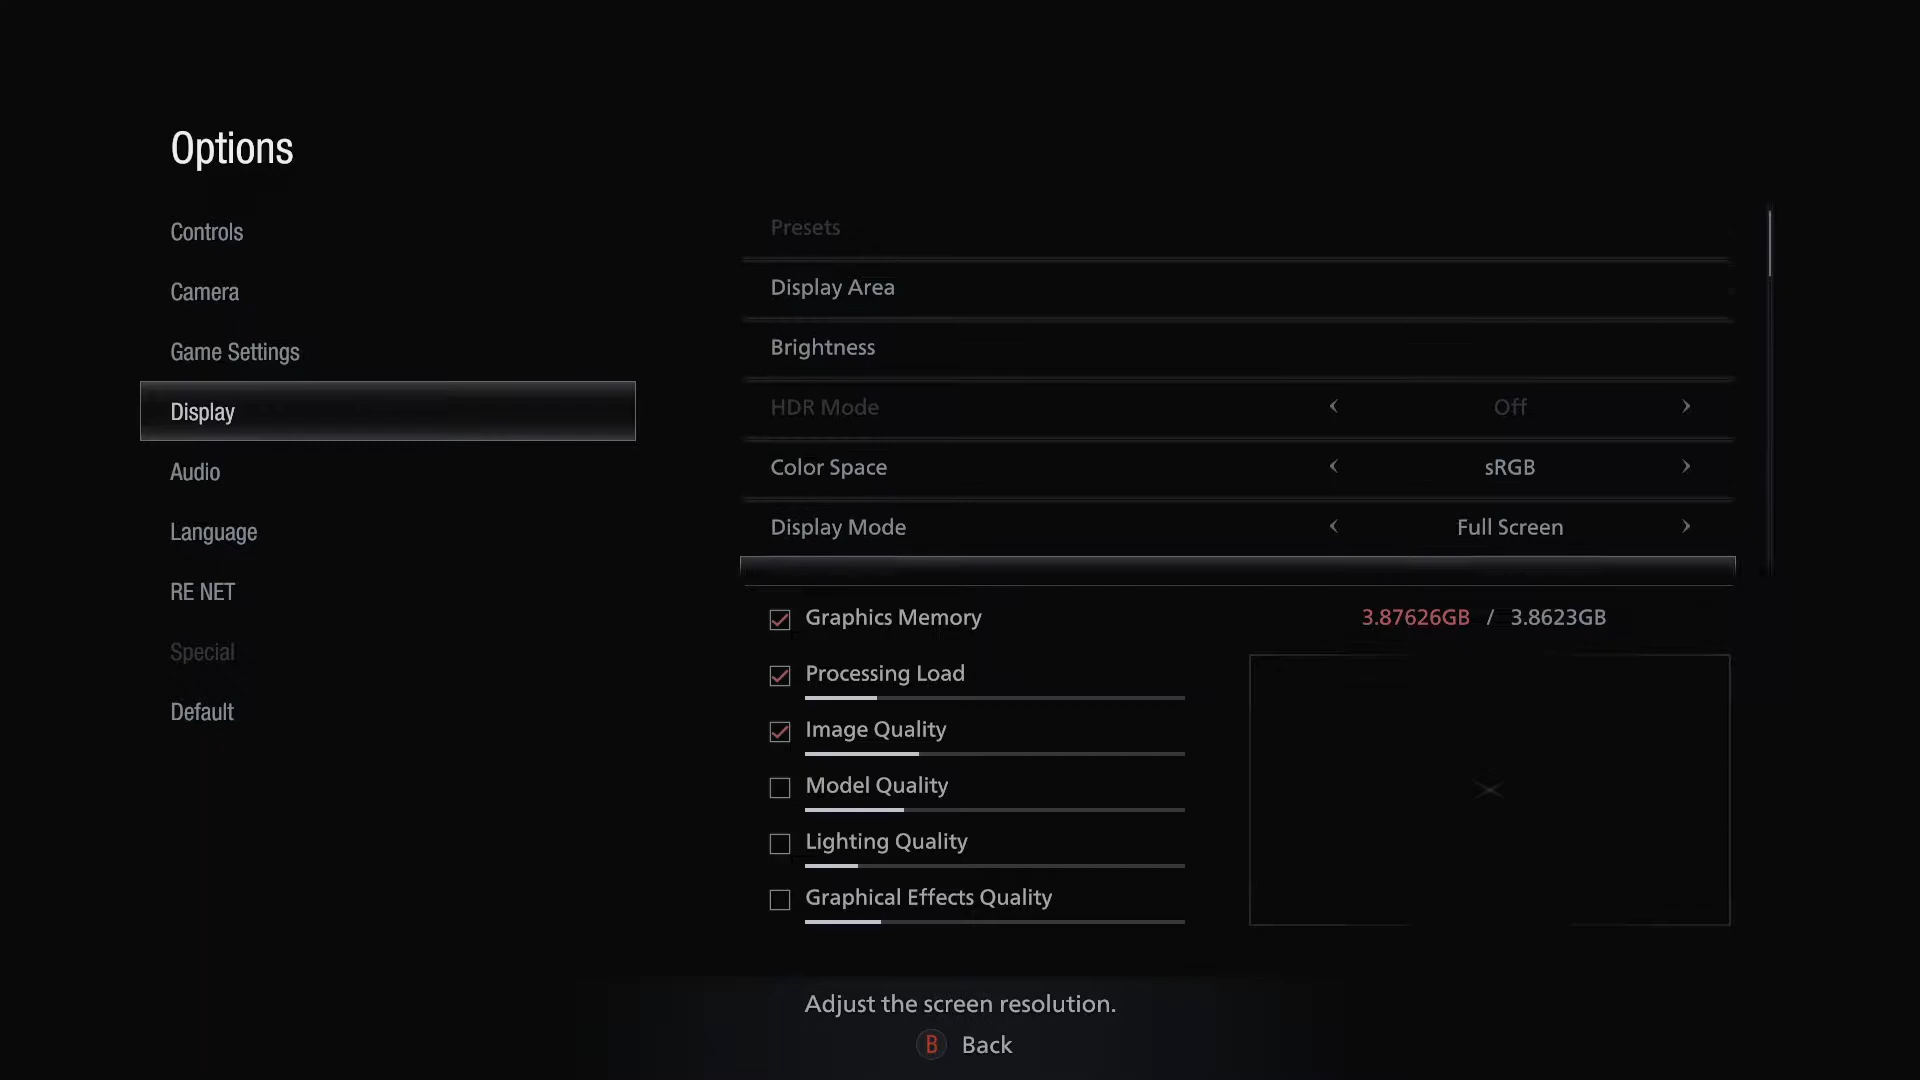 Options
Controls
Camera
Game Settings
Display
Audio
Language
RE NET
Special
Default
Presets
Display Area
Brightness
HDR Mode Off
Color Space sRGB
Display Mode Full Screen
Graphics Memory 3.87626GB / 3.8623GB
Processing Load
Image Quality
Model Quality
Lighting Quality
Graphical Effects Quality
Adjust the screen resolution.
B Back